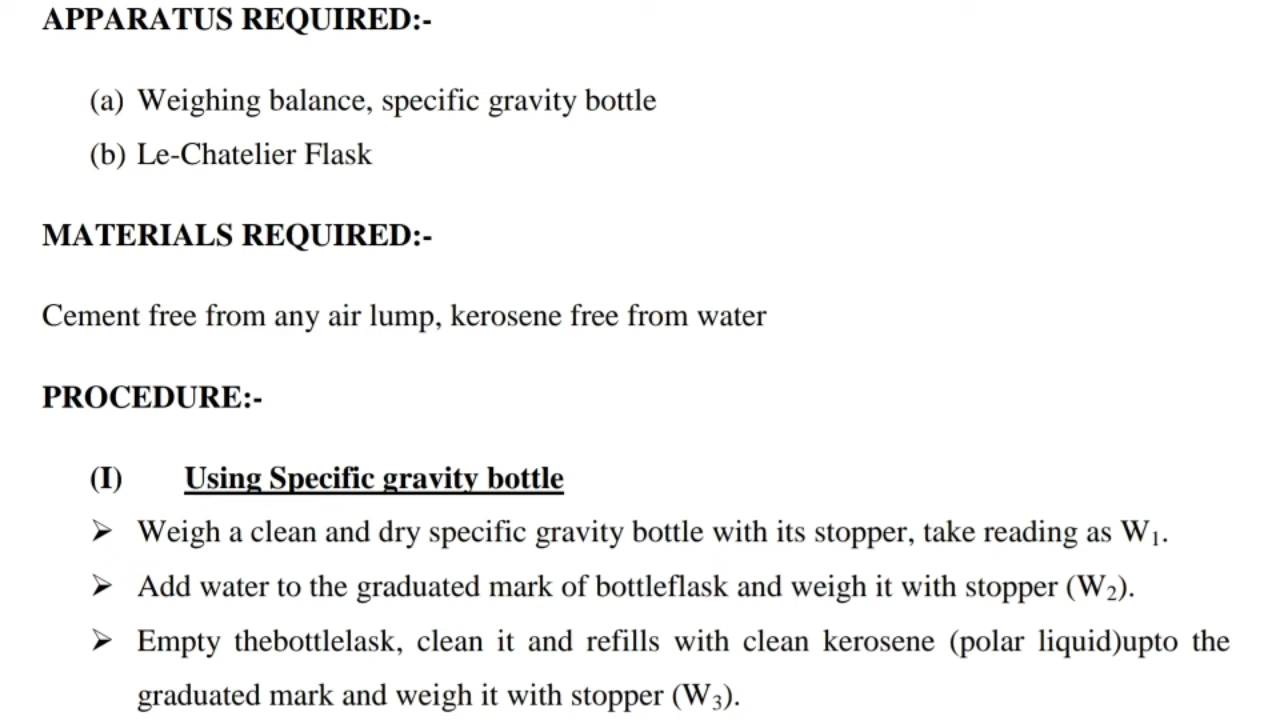 APPARATUS REQUIRED:-
(a) Weighing balance, specific gravity bottle
(b) Le-Chatelier Flask
MATERIALS REQUIRED:-
Cement free from any air lump, kerosene free from water
PROCEDURE:-
(I) Using Specific gravity bottle
➢ Weigh a clean and dry specific gravity bottle with its stopper, take reading as W₁.
➢ Add water to the graduated mark of bottleflask and weigh it with stopper (W₂).
➢ Empty thebottlelask, clean it and refills with clean kerosene (polar liquid)upto the
graduated mark and weigh it with stopper (W₃).